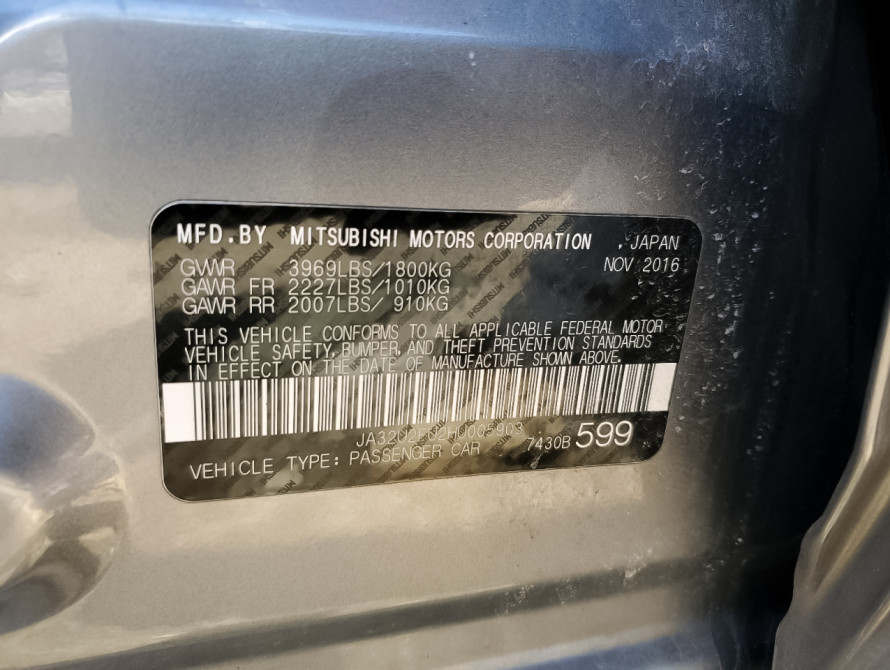 MFD.BY MITSUBISHI MOTORS CORPORATION , JAPAN
GVWR 3969LBS/1800KG NOV 2016
GAWR FR 2227LBS/1010KG
GAWR RR 2007LBS/ 910KG
THIS VEHICLE CONFORMS TO ALL APPLICABLE FEDERAL MOTOR
VEHICLE SAFETY, BUMPER, AND THEFT PREVENTION STANDARDS
IN EFFECT ON THE DATE OF MANUFACTURE SHOWN ABOVE.
7430B 599
VEHICLE TYPE: PASSENGER CAR